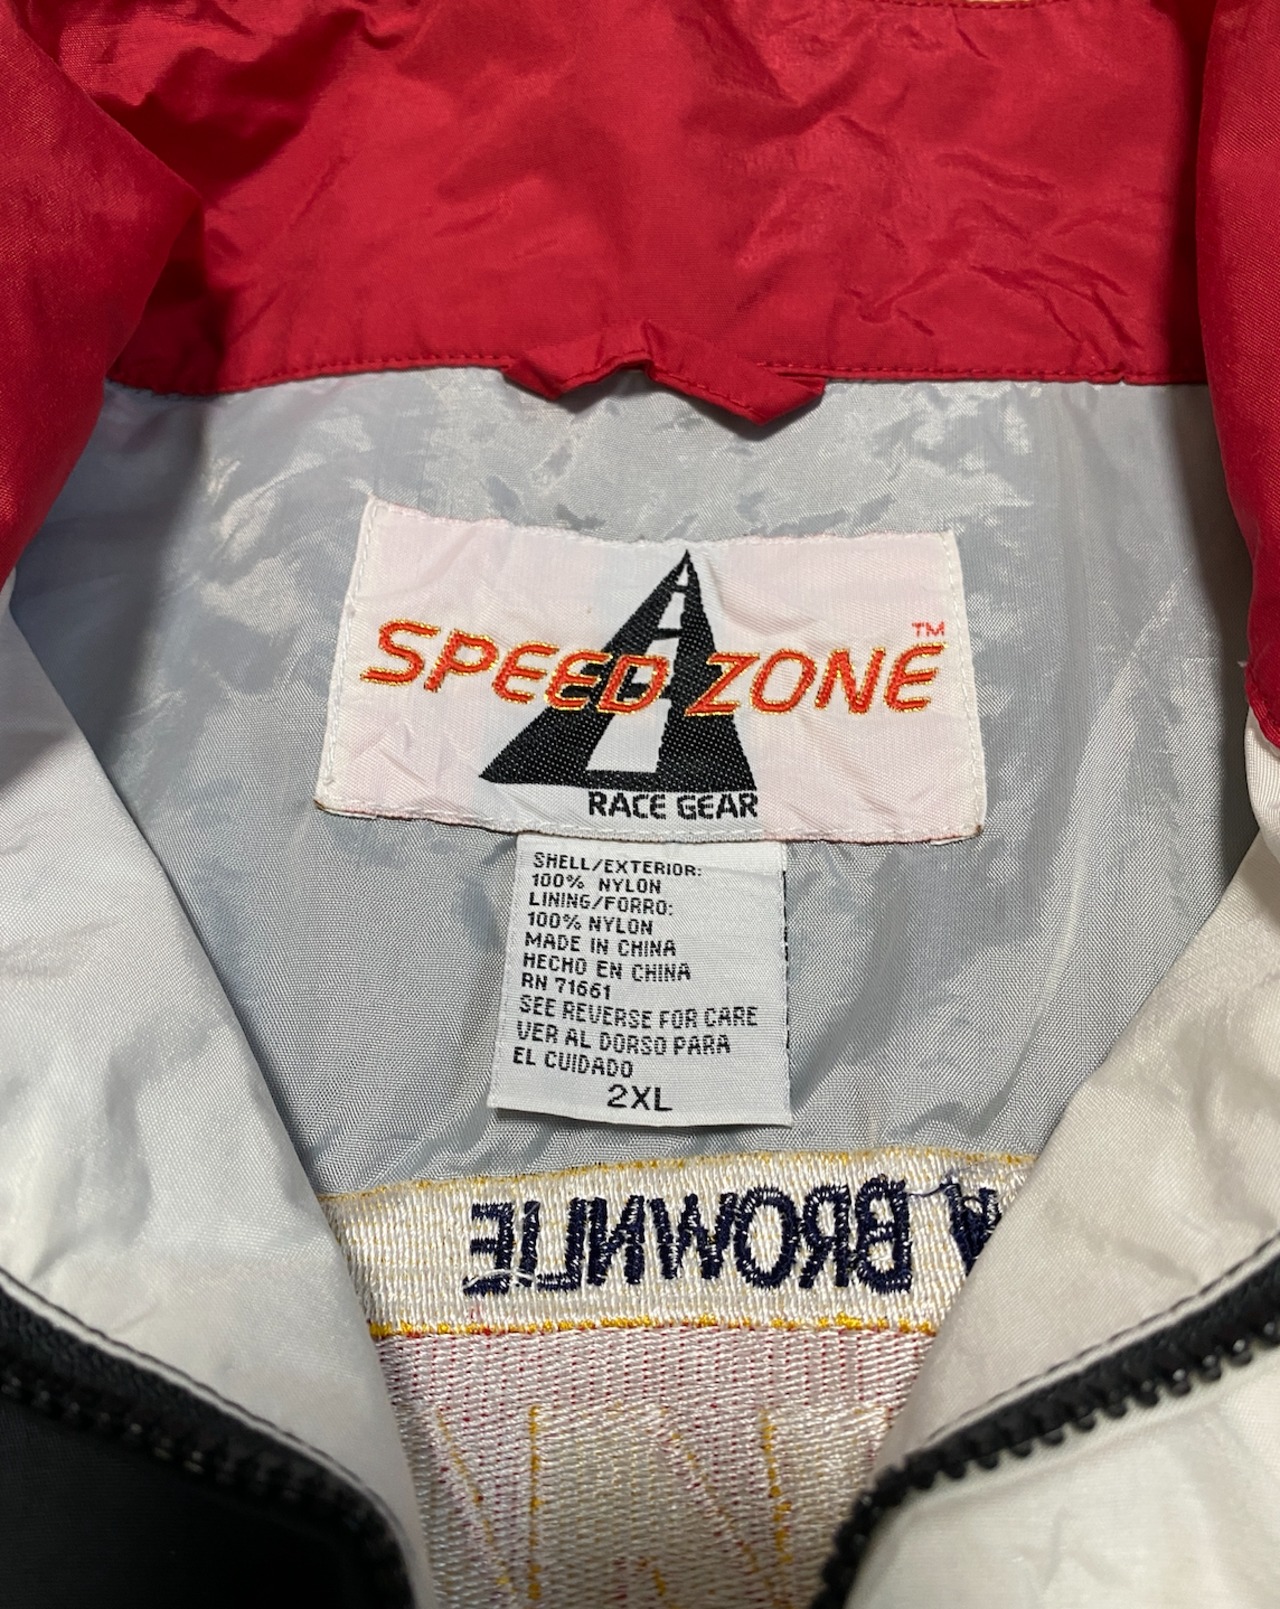 SPEED ZONE™
RACE GEAR
SHELL/EXTERIOR:
100% NYLON
LINING/FORRO:
100% NYLON
MADE IN CHINA
HECHO EN CHINA
RN 71661
SEE REVERSE FOR CARE
VER AL DORSO PARA
EL CUIDADO
2XL
BROWNLIE